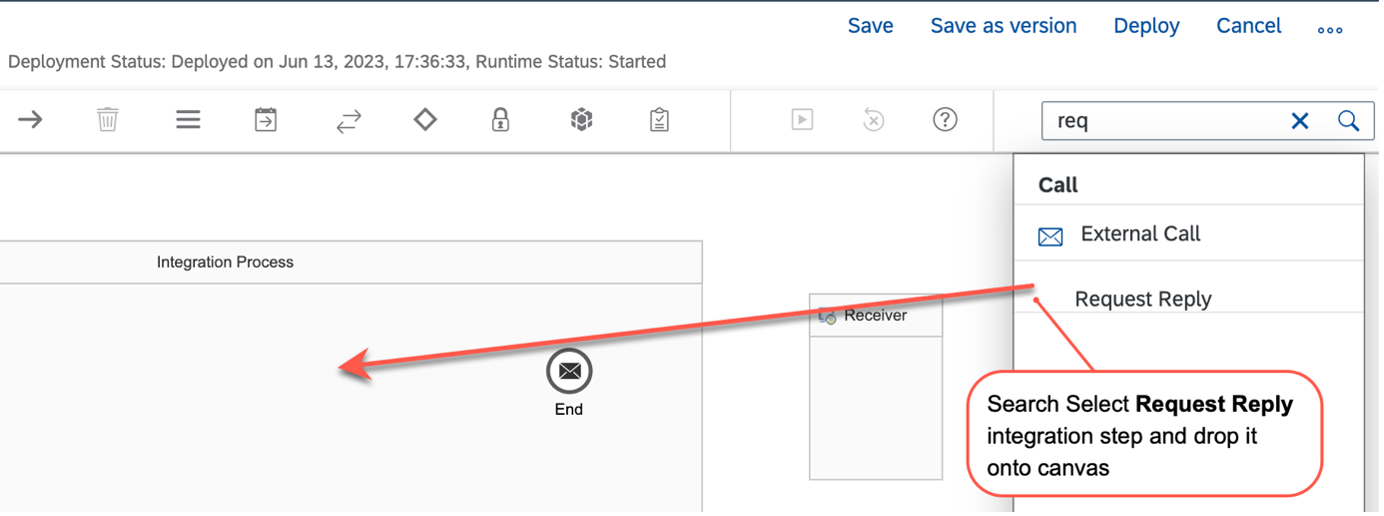 Save Save as version Deploy Cancel
Deployment Status: Deployed on Jun 13, 2023, 17:36:33, Runtime Status: Started
req
Call
External Call
Integration Process
Request Reply
Receiver
End
Search Select Request Reply
integration step and drop it
onto canvas